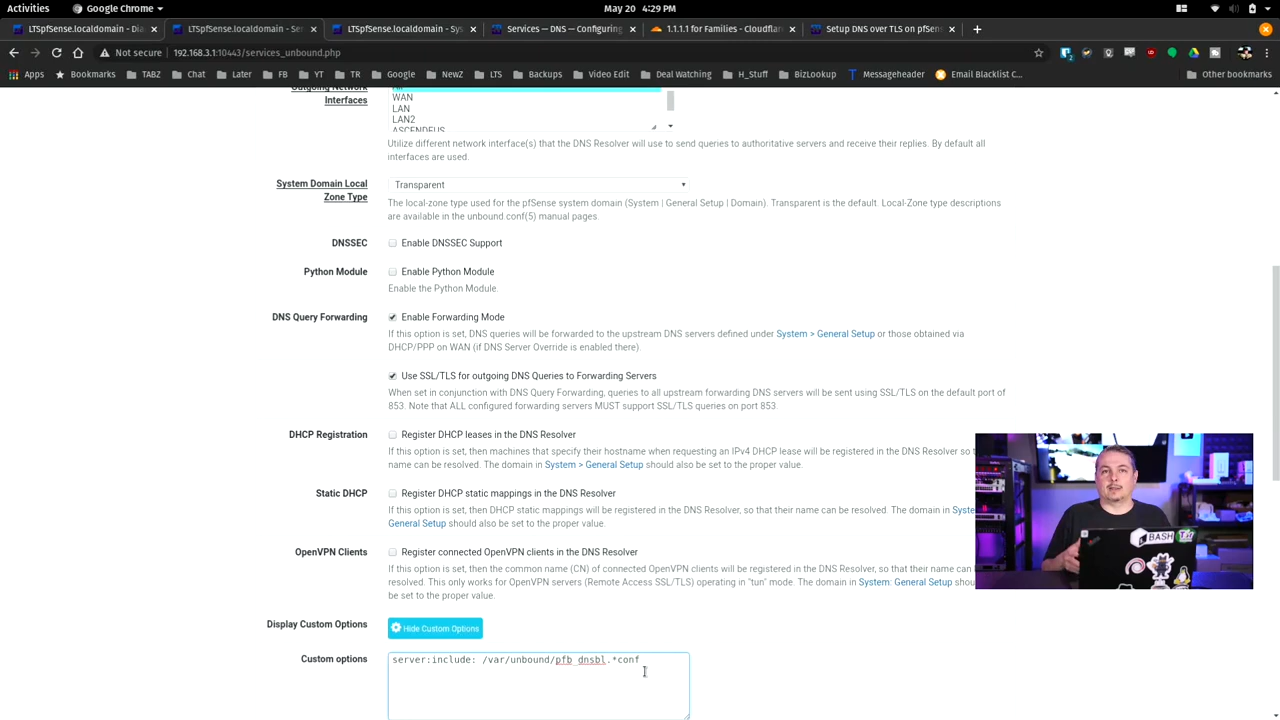 Activities
Google Chrome
May 20 4:29 PM
LTSpfSense.localdomain - Dia
LTSpfSense.localdomain - Se
LTSpfSense.localdomain - Sys
Services — DNS — Configuring
1.1.1.1 for Families - Cloudflar
Setup DNS over TLS on pfSens
Not secure
192.168.3.1:10443/services_unbound.php
Apps
Bookmarks
TABZ
Chat
Later
FB
YT
TR
Google
NewZ
LTS
Backups
Video Edit
Deal Watching
H_Stuff
BizLookup
Messageheader
Email Blacklist C...
Other bookmarks
Outgoing Network
Interfaces
All
WAN
LAN
LAN2
ASCENDEUS
Utilize different network interface(s) that the DNS Resolver will use to send queries to authoritative servers and receive their replies. By default all
interfaces are used.
System Domain Local
Zone Type
Transparent
The local-zone type used for the pfSense system domain (System | General Setup | Domain). Transparent is the default. Local-Zone type descriptions
are available in the unbound.conf(5) manual pages.
DNSSEC
Enable DNSSEC Support
Python Module
Enable Python Module
Enable the Python Module.
DNS Query Forwarding
Enable Forwarding Mode
If this option is set, DNS queries will be forwarded to the upstream DNS servers defined under System > General Setup or those obtained via
DHCP/PPP on WAN (if DNS Server Override is enabled there).
Use SSL/TLS for outgoing DNS Queries to Forwarding Servers
When set in conjunction with DNS Query Forwarding, queries to all upstream forwarding DNS servers will be sent using SSL/TLS on the default port of
853. Note that ALL configured forwarding servers MUST support SSL/TLS queries on port 853.
DHCP Registration
Register DHCP leases in the DNS Resolver
If this option is set, then machines that specify their hostname when requesting an IPv4 DHCP lease will be registered in the DNS Resolver so t
name can be resolved. The domain in System > General Setup should also be set to the proper value.
Static DHCP
Register DHCP static mappings in the DNS Resolver
If this option is set, then DHCP static mappings will be registered in the DNS Resolver, so that their name can be resolved. The domain in Syste
General Setup should also be set to the proper value.
OpenVPN Clients
Register connected OpenVPN clients in the DNS Resolver
If this option is set, then the common name (CN) of connected OpenVPN clients will be registered in the DNS Resolver, so that their name can
resolved. This only works for OpenVPN servers (Remote Access SSL/TLS) operating in "tun" mode. The domain in System: General Setup shou
be set to the proper value.
Display Custom Options
Hide Custom Options
Custom options
server:include: /var/unbound/pfb_dnsbl.*conf
BASH